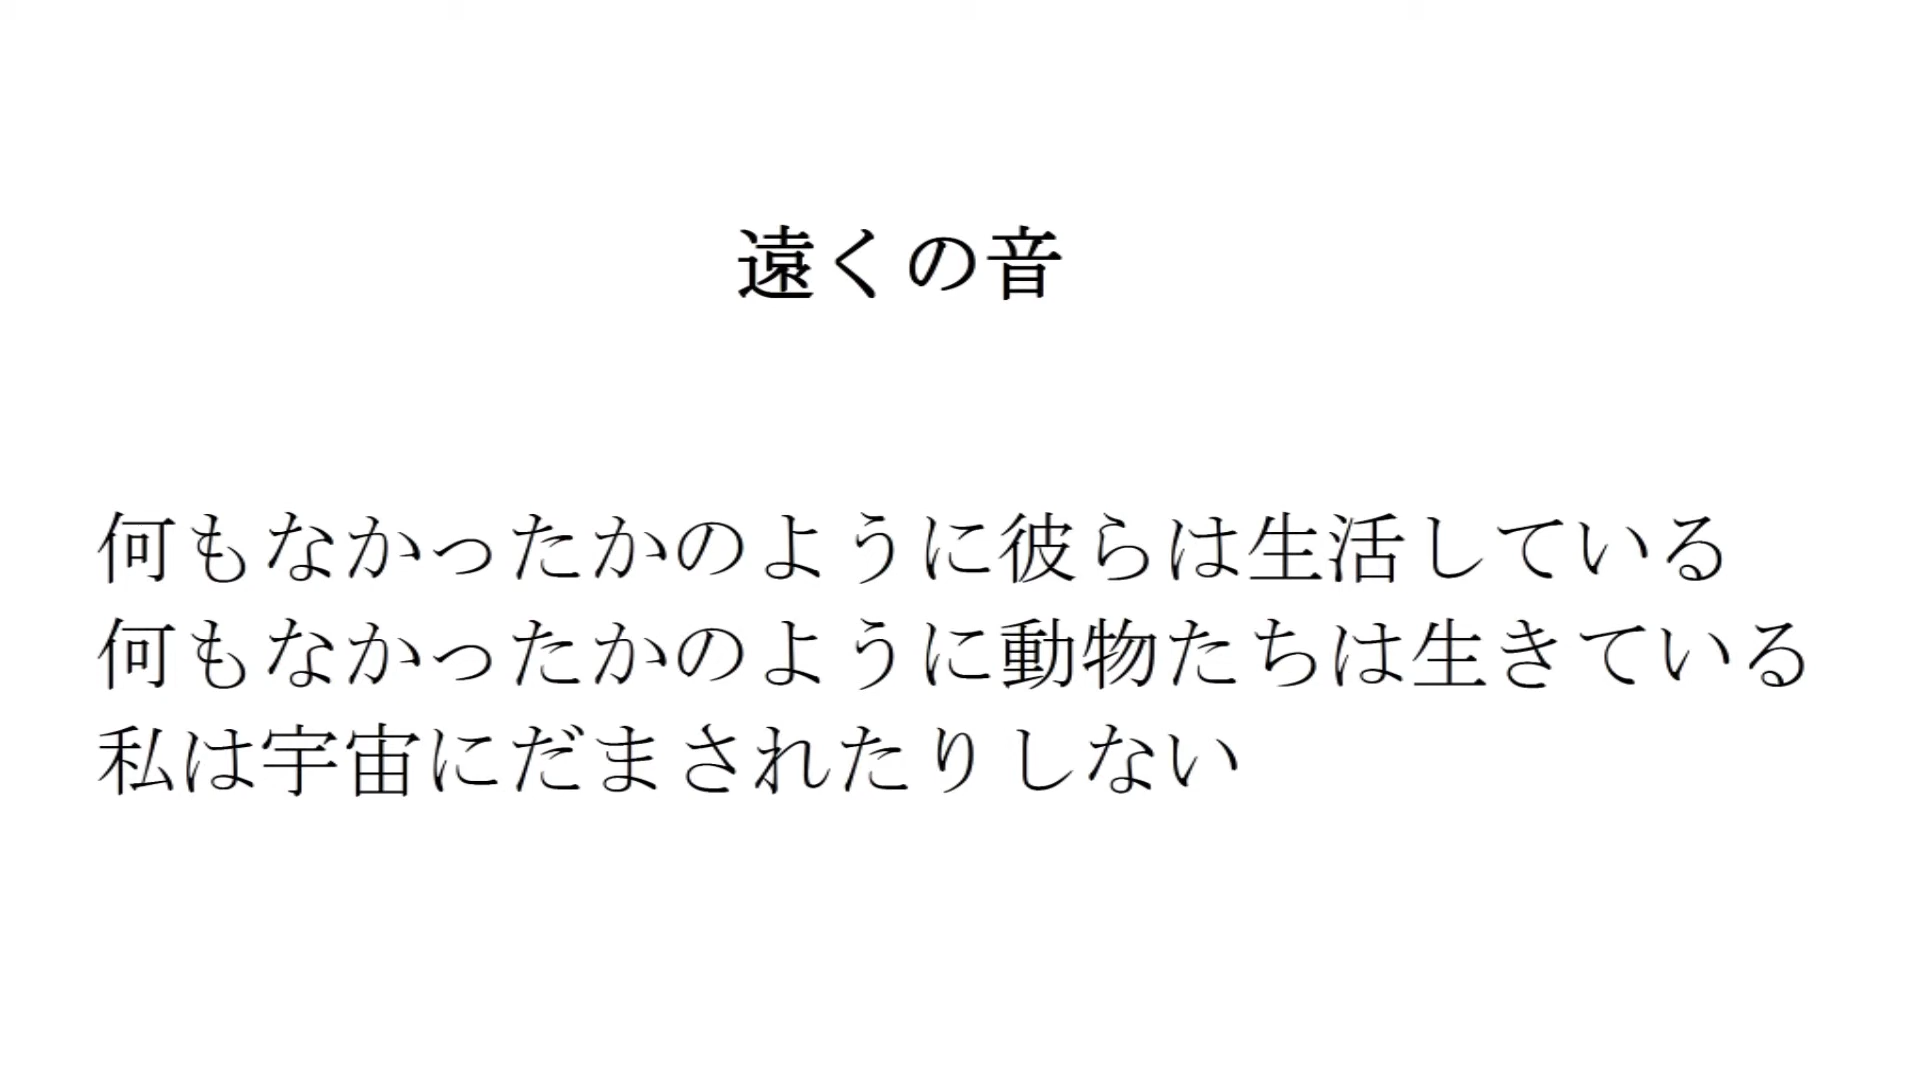 遠くの音
何もなかったかのように彼らは生活している
何もなかったかのように動物たちは生きている
私は宇宙にだまされたりしない